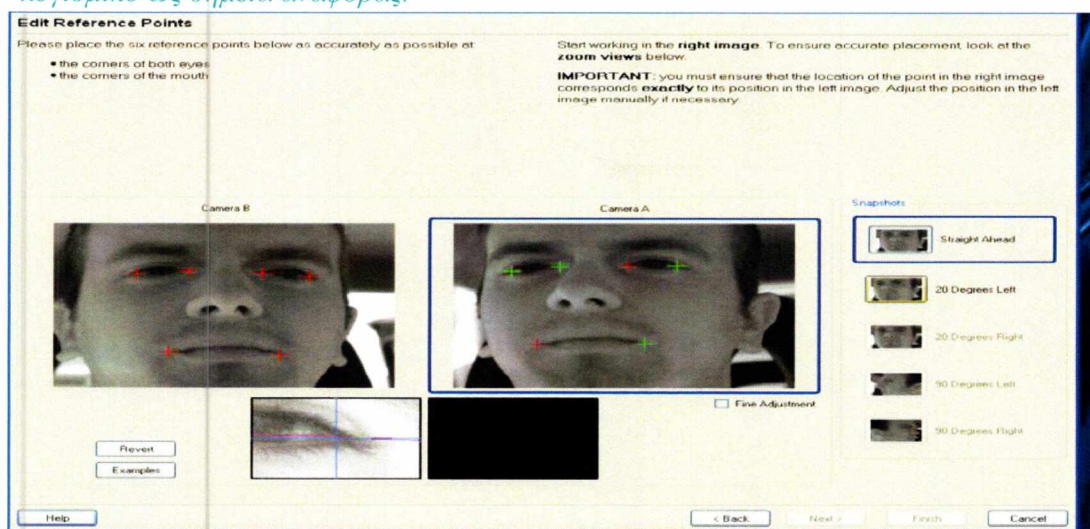 λογισμικό ως σημεία αναφοράς.
Edit Reference Points
Please place the six reference points below as accurately as possible at
• the corners of both eyes
• the corners of the mouth
Start working in the right image. To ensure accurate placement, look at the
zoom views below.
IMPORTANT: you must ensure that the location of the point in the right image
corresponds exactly to its position in the left image. Adjust the position in the left
image manually if necessary
Camera B
Camera A
Snapshots
Straight Ahead
20 Degrees Left
20 Degrees Right
90 Degrees Left
90 Degrees Right
Fine Adjustment
Revert
Examples
Help
< Back
Next >
Finish
Cancel